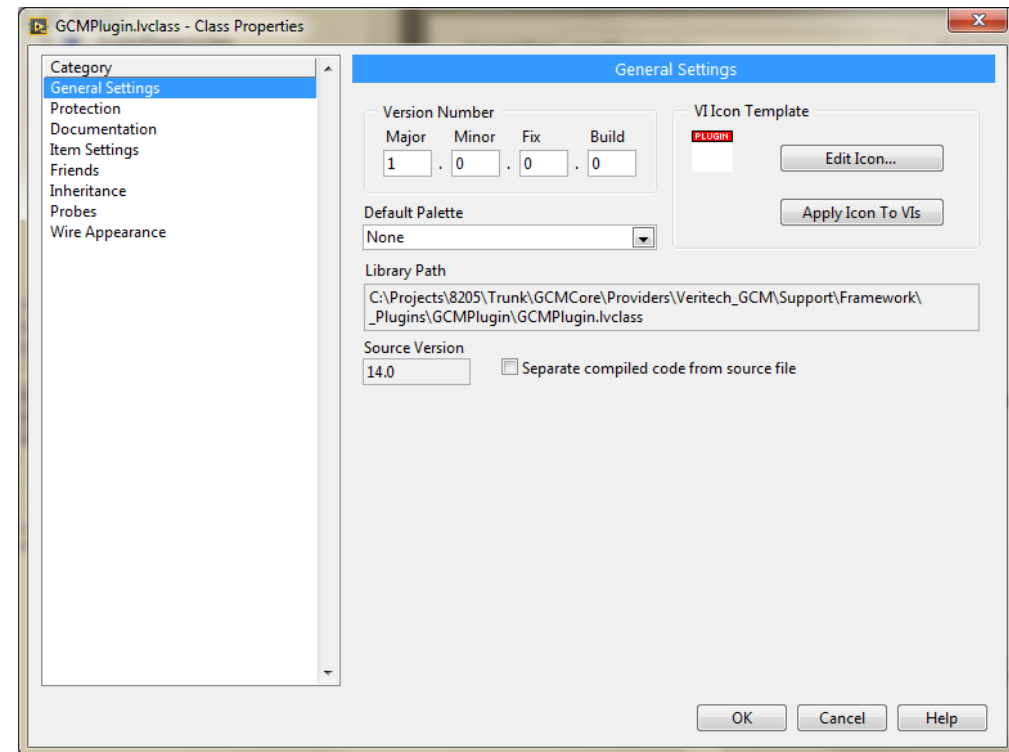 GCMPlugin.lvclass - Class Properties
Category
General Settings
Protection
Documentation
Item Settings
Friends
Inheritance
Probes
Wire Appearance
General Settings
Version Number
Major Minor Fix Build
1 . 0 . 0 . 0
VI Icon Template
PLUGIN
Edit Icon...
Apply Icon To VIs
Default Palette
None
Library Path
C:\Projects\8205\Trunk\GCMCore\Providers\Veritech_GCM\Support\Framework\
_Plugins\GCMPlugin\GCMPlugin.lvclass
Source Version
14.0
Separate compiled code from source file
OK Cancel Help